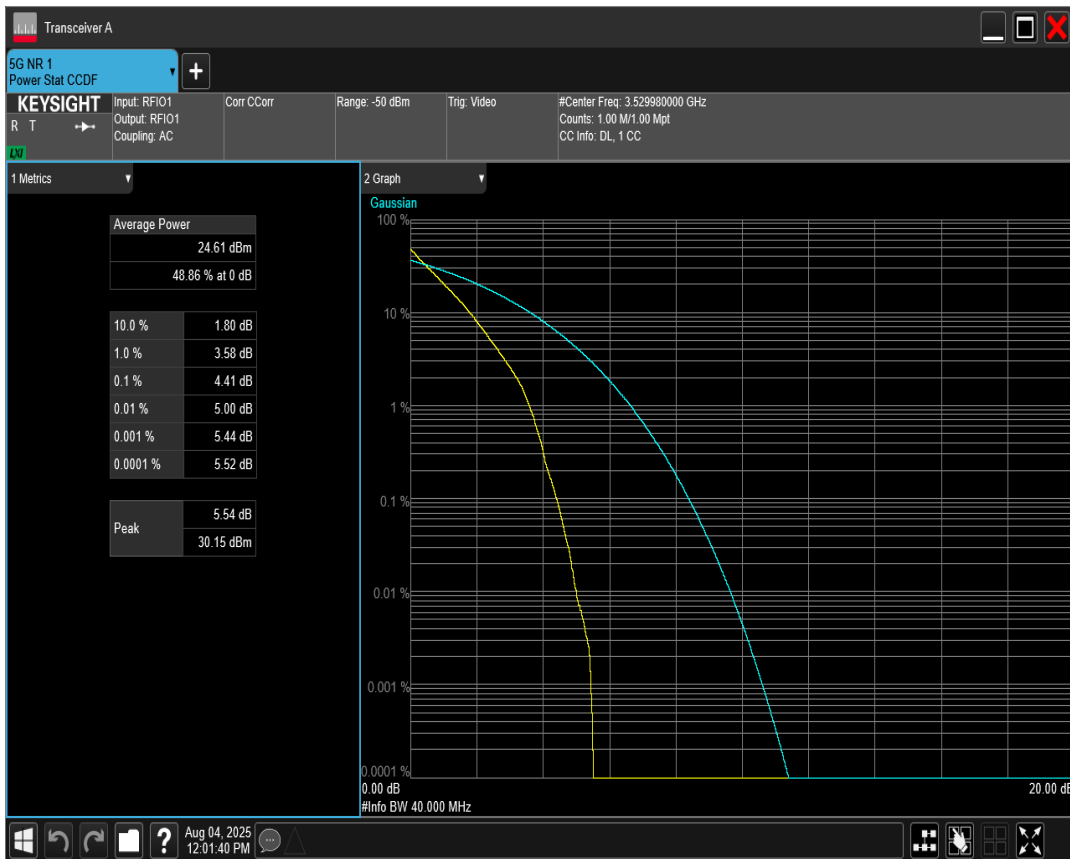 Transceiver A
5G NR 1
Power Stat CCDF
+
KEYSIGHT
R T
LXI
Input: RFIO1
Output: RFIO1
Coupling: AC
Corr CCorr
Range: -50 dBm
Trig: Video
#Center Freq: 3.529980000 GHz
Counts: 1.00 M/1.00 Mpt
CC Info: DL, 1 CC
1 Metrics
Average Power
24.61 dBm
48.86 % at 0 dB
10.0 % 1.80 dB
1.0 % 3.58 dB
0.1 % 4.41 dB
0.01 % 5.00 dB
0.001 % 5.44 dB
0.0001 % 5.52 dB
Peak
5.54 dB
30.15 dBm
2 Graph
Gaussian
100 %
10 %
1 %
0.1 %
0.01 %
0.001 %
0.0001 %
0.00 dB
20.00 dB
#Info BW 40.000 MHz
?
Aug 04, 2025
12:01:40 PM